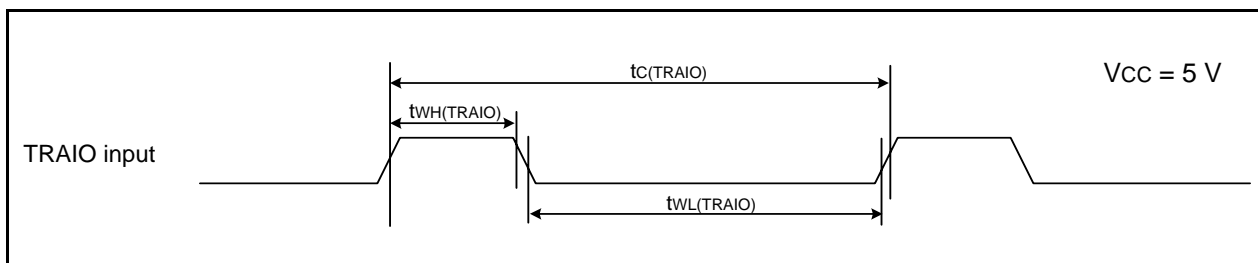 tC(TRAIO)
VCC = 5 V
tWH(TRAIO)
TRAIO input
tWL(TRAIO)